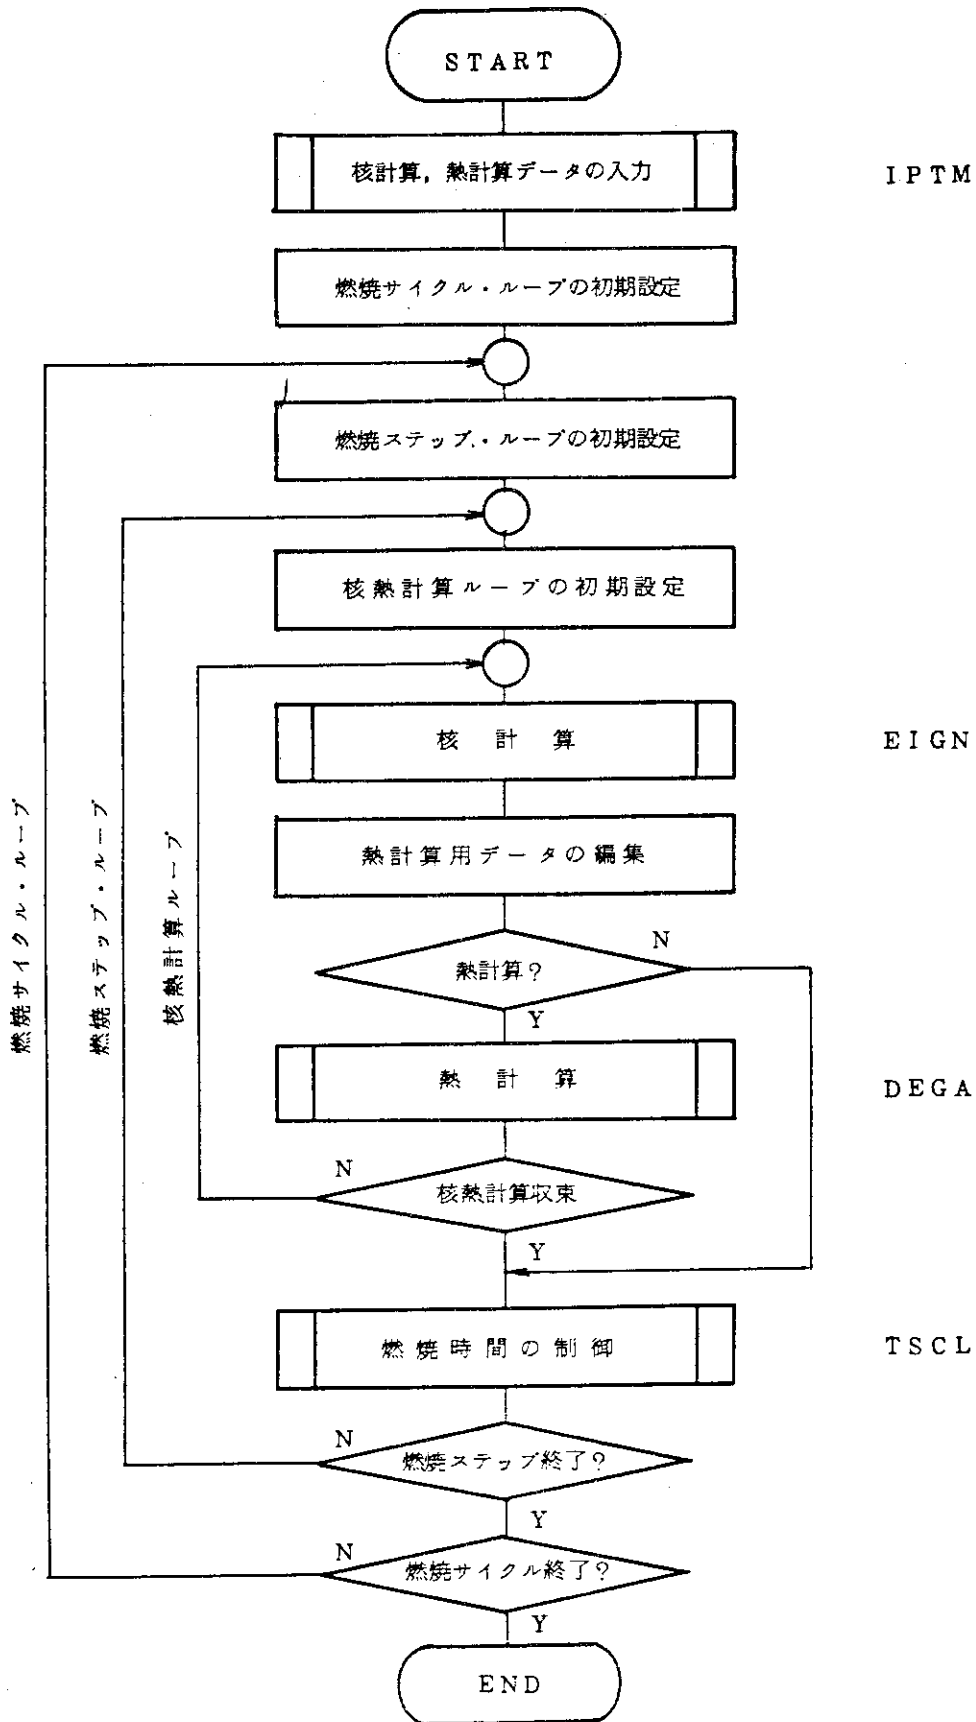 START
核計算，熱計算データの入力
IPTM
燃焼サイクル・ループの初期設定
燃焼ステップ・ループの初期設定
核熱計算ループの初期設定
核計算
EIGN
熱計算用データの編集
熱計算？
N
Y
熱計算
DEGA
核熱計算収束
N
Y
燃焼時間の制御
TSCL
燃焼ステップ終了？
N
Y
燃焼サイクル終了？
N
Y
END
燃焼サイクル・ループ
燃焼ステップ・ループ
核熱計算ループ